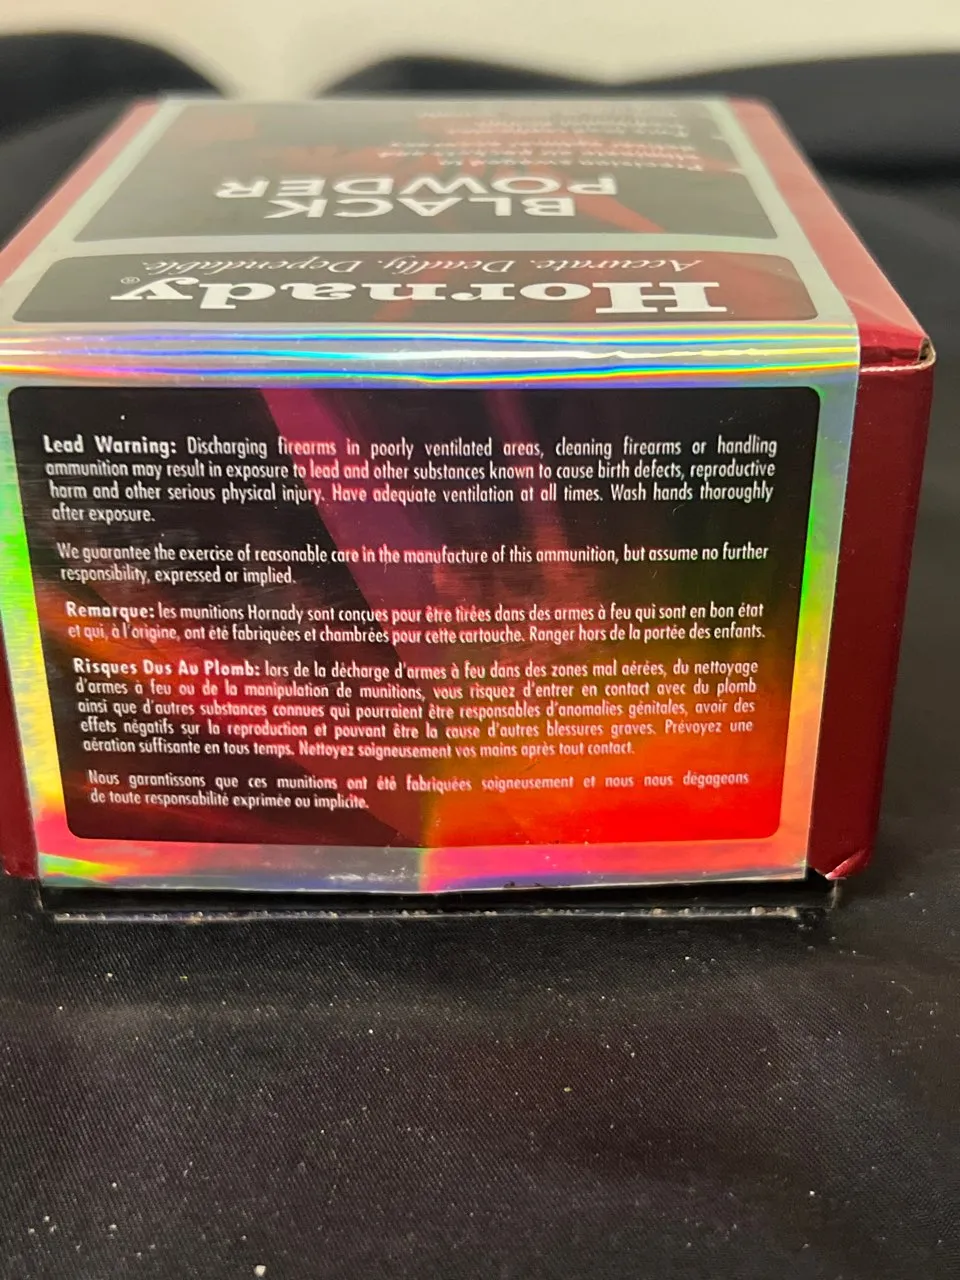 BLACK
POWDER
Hornady®
Accurate. Deadly. Dependable.
Lead Warning: Discharging firearms in poorly ventilated areas, cleaning firearms or handling
ammunition may result in exposure to lead and other substances known to cause birth defects, reproductive
harm and other serious physical injury. Have adequate ventilation at all times. Wash hands thoroughly
after exposure.
We guarantee the exercise of reasonable care in the manufacture of this ammunition, but assume no further
responsibility, expressed or implied.
Remarque: les munitions Hornady sont conçues pour être tirées dans des armes à feu qui sont en bon état
et qui, à l'origine, ont été fabriquées et chambrées pour cette cartouche. Ranger hors de la portée des enfants.
Risques Dus Au Plomb: lors de la décharge d'armes à feu dans des zones mal aérées, du nettoyage
d'armes à feu ou de la manipulation de munitions, vous risquez d'entrer en contact avec du plomb
ainsi que d'autres substances connues qui pourraient être responsables d'anomalies génitales, avoir des
effets négatifs sur la reproduction et pouvant être la cause d'autres blessures graves. Prévoyez une
aération suffisante en tous temps. Nettoyez soigneusement vos mains après tout contact.
Nous garantissons que ces munitions ont été fabriquées soigneusement et nous nous dégageons
de toute responsabilité exprimée ou implicite.